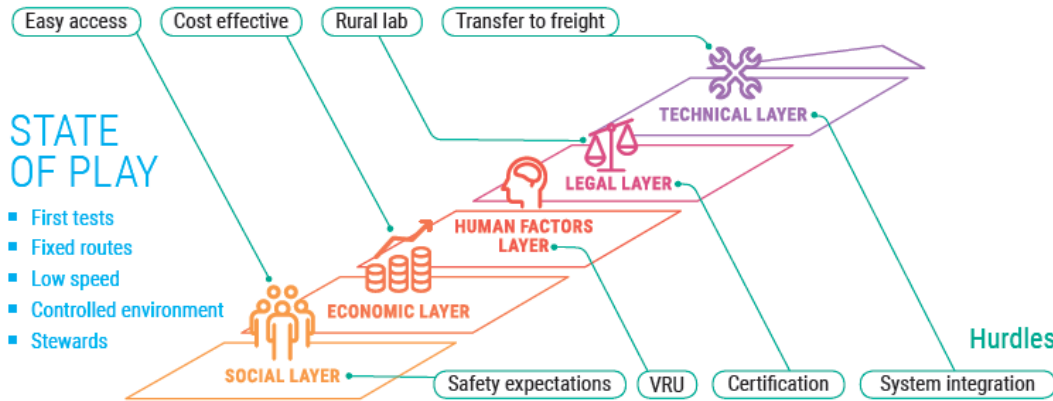 Easy access
Cost effective
Rural lab
Transfer to freight
STATE
OF PLAY
First tests
Fixed routes
Low speed
Controlled environment
Stewards
TECHNICAL LAYER
LEGAL LAYER
HUMAN FACTORS
LAYER
ECONOMIC LAYER
SOCIAL LAYER
Hurdles
Safety expectations
VRU
Certification
System integration